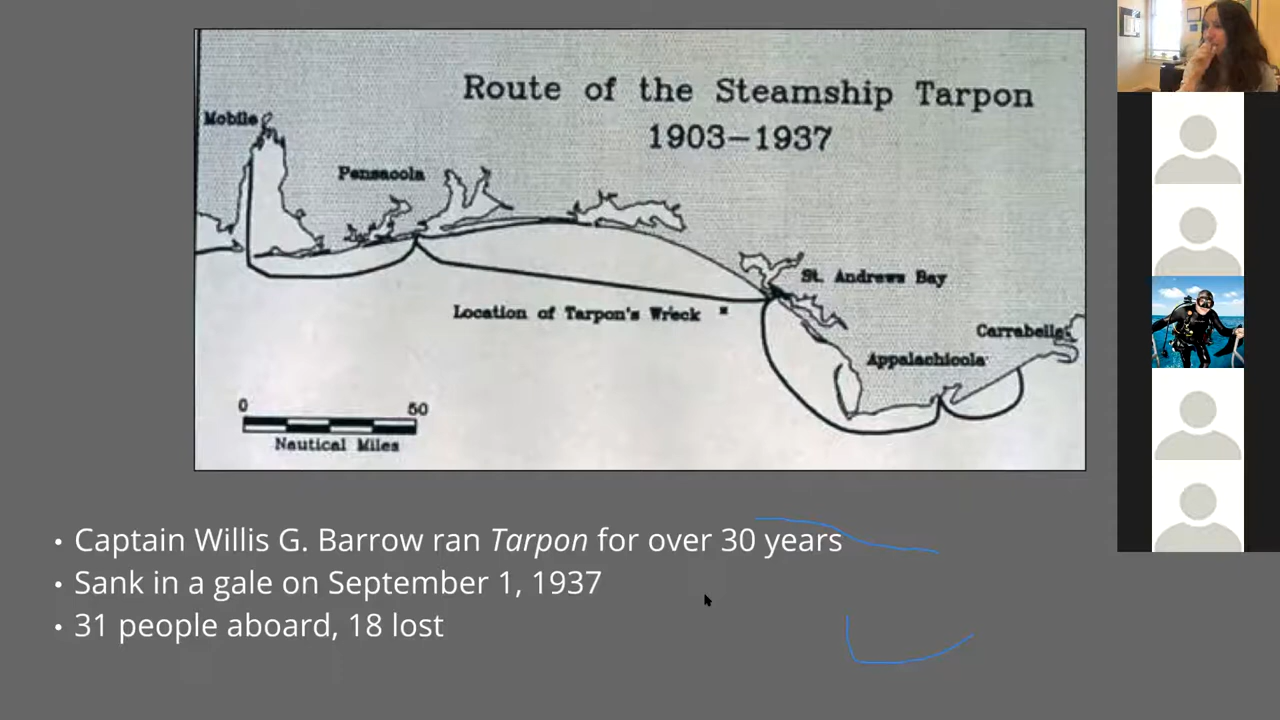 Route of the Steamship Tarpon
1903-1937
Mobile
Pensacola
St. Andrews Bay
Location of Tarpon's Wreck
Carrabelle
Appalachicola
0 50
Nautical Miles
• Captain Willis G. Barrow ran Tarpon for over 30 years
• Sank in a gale on September 1, 1937
• 31 people aboard, 18 lost